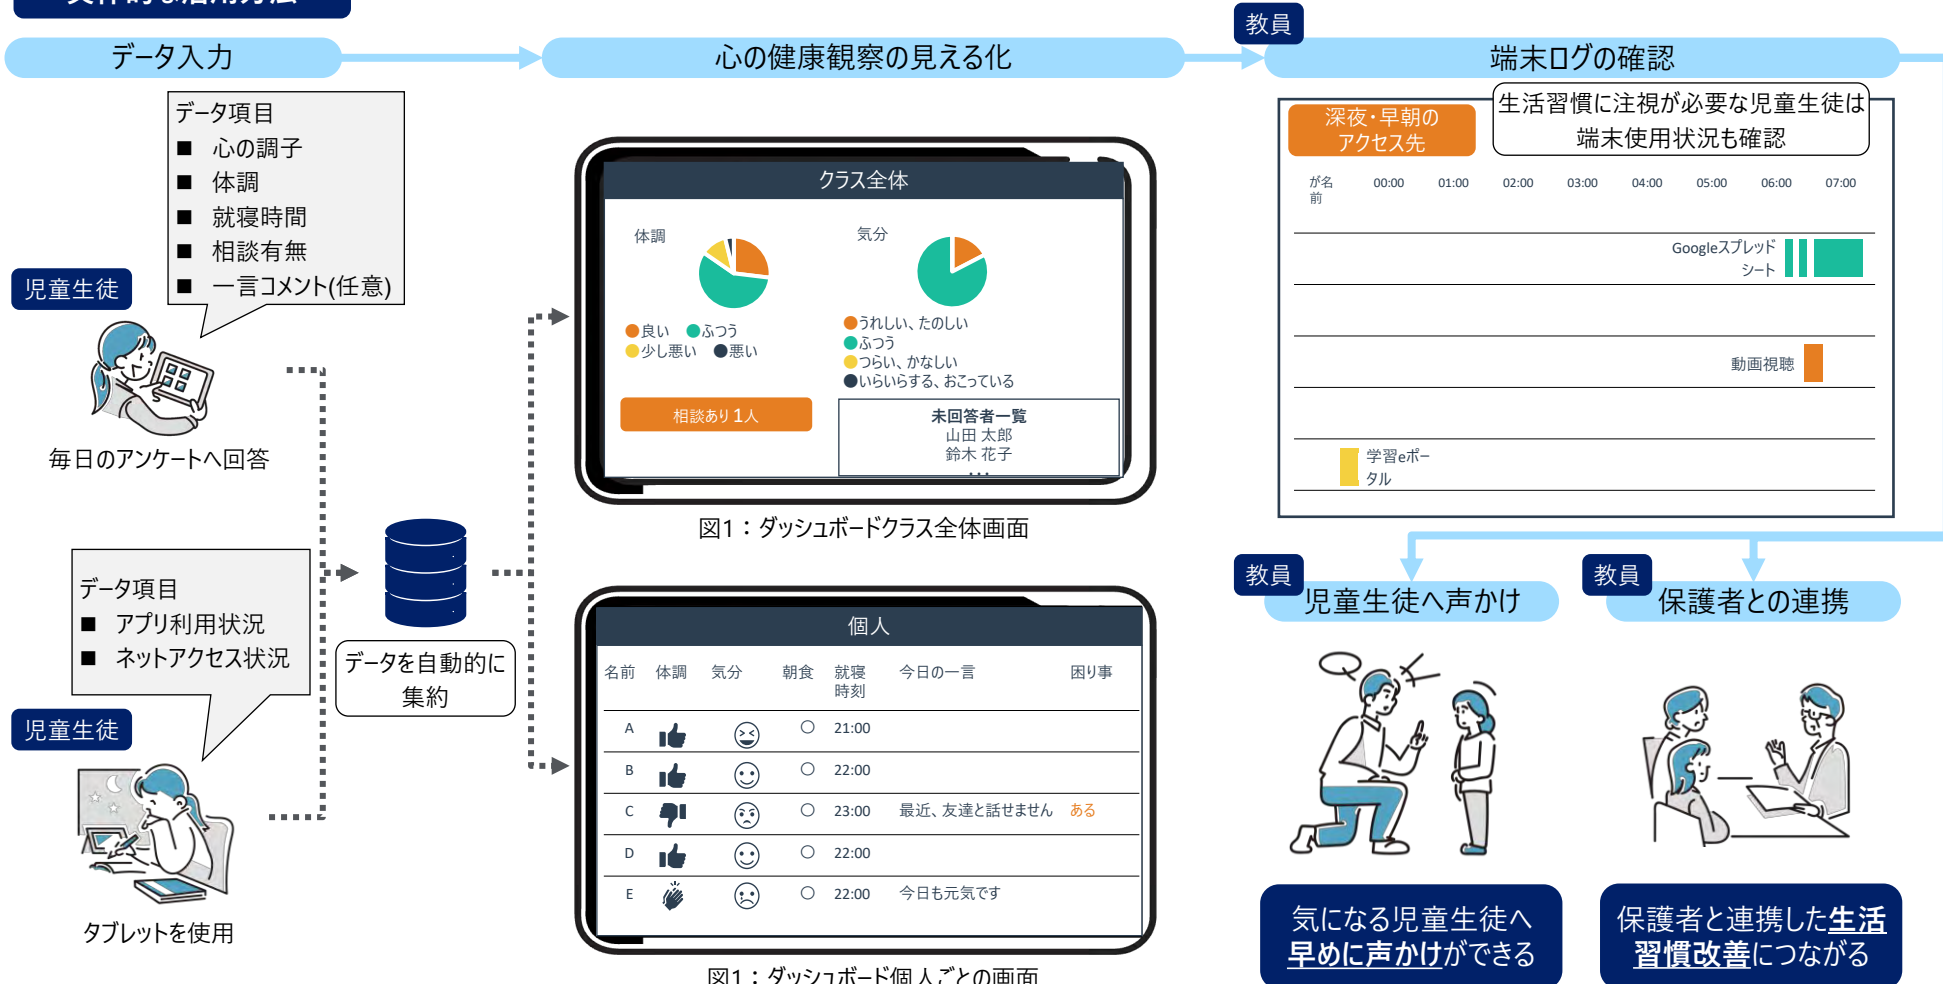 具体的な活用方法
データ入力
心の健康観察の見える化
教員
端末ログの確認
データ項目
■ 心の調子
■ 体調
■ 就寝時間
■ 相談有無
■ 一言コメント(任意)
児童生徒
毎日のアンケートへ回答
データ項目
■ アプリ利用状況
■ ネットアクセス状況
児童生徒
タブレットを使用
データを自動的に
集約
クラス全体
体調
気分
●良い ●ふつう
●少し悪い ●悪い
●うれしい、たのしい
●ふつう
●つらい、かなしい
●いらいらする、おこっている
相談あり1人
未回答者一覧
山田 太郎
鈴木 花子
・・・
図1：ダッシュボードクラス全体画面
個人
名前 体調 気分 朝食 就寝 今日の一言 困り事
時刻
A 〇 21:00
B 〇 22:00
C 〇 23:00 最近、友達と話せません ある
D 〇 22:00
E 〇 22:00 今日も元気です
図1：ダッシュボード個人ごとの画面
深夜・早朝の
アクセス先
生活習慣に注視が必要な児童生徒は
端末使用状況も確認
が名 00:00 01:00 02:00 03:00 04:00 05:00 06:00 07:00
前
Googleスプレッド
シート
動画視聴
学習eポー
タル
教員
児童生徒へ声かけ
教員
保護者との連携
気になる児童生徒へ
早めに声かけができる
保護者と連携した生活
習慣改善につながる